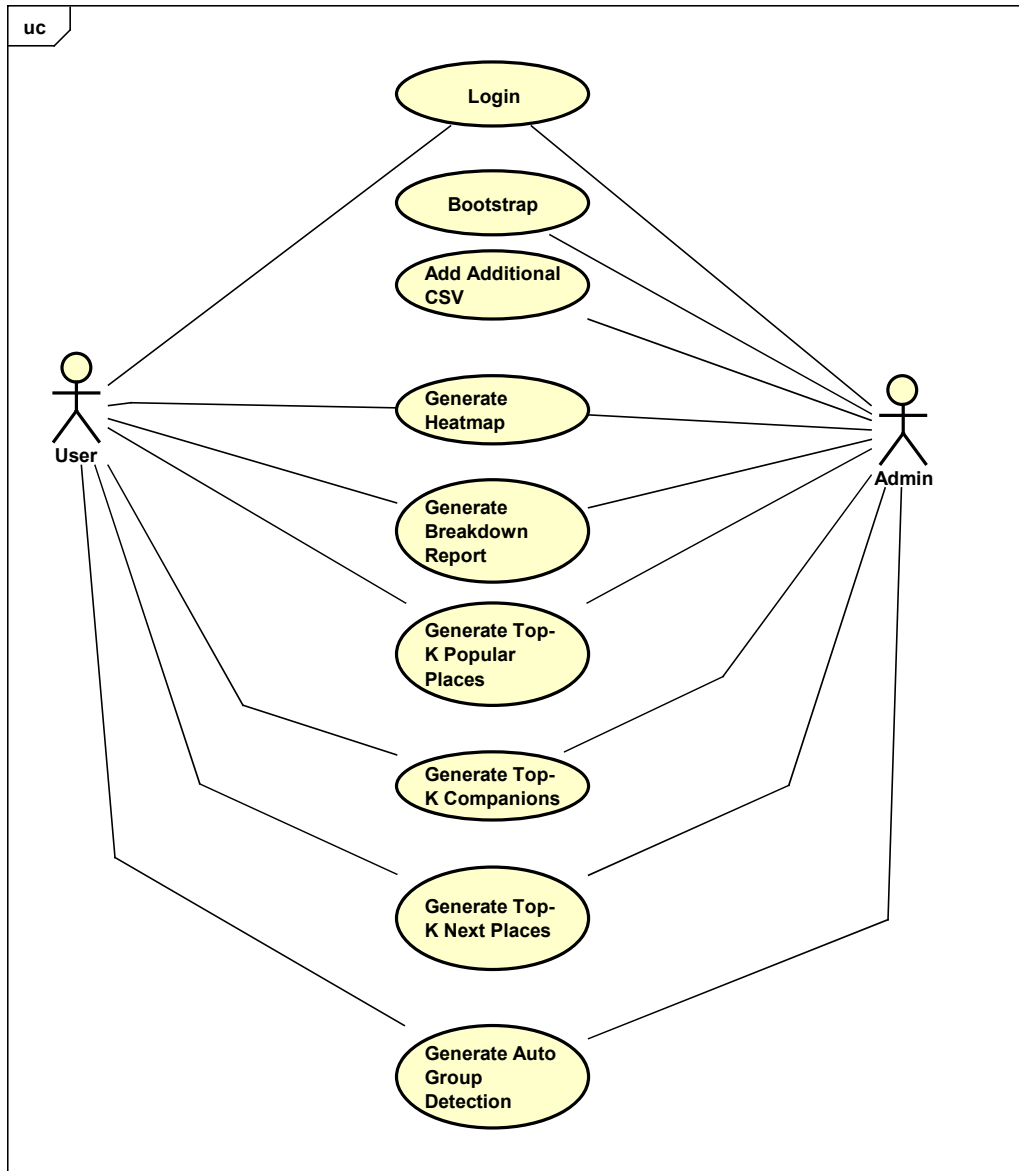 uc
Login
Bootstrap
Add Additional
CSV
Generate
Heatmap
User
Admin
Generate
Breakdown
Report
Generate Top-
K Popular
Places
Generate Top-
K Companions
Generate Top-
K Next Places
Generate Auto
Group
Detection